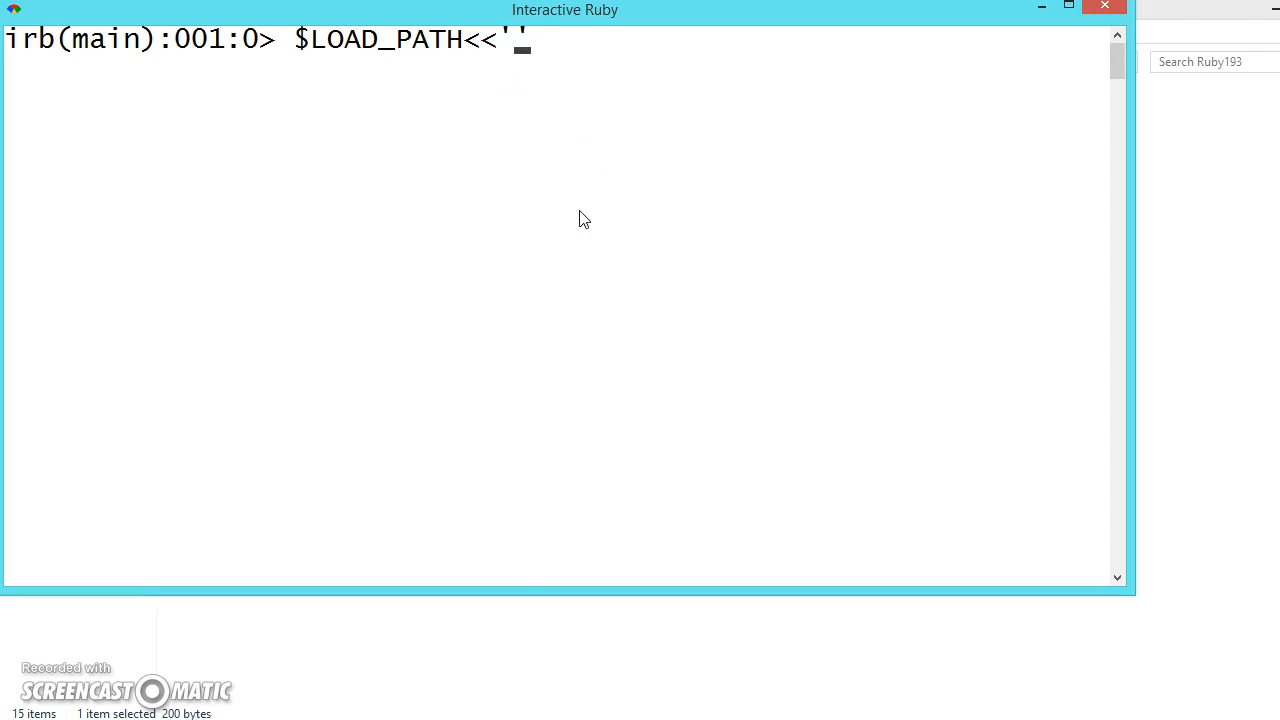 Interactive Ruby
irb(main):001:0> $LOAD_PATH<<''
Search Ruby193
Recorded with
SCREENCAST MATIC
15 items 1 item selected 200 bytes